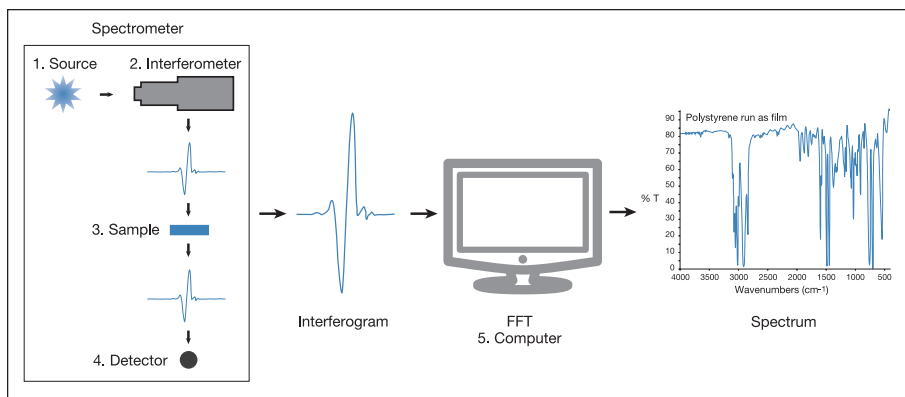 Spectrometer
1. Source
2. Interferometer
3. Sample
4. Detector
Interferogram
FFT
5. Computer
Polystyrene run as film
% T
90
80
70
60
50
40
30
20
10
0
4000 3500 3000 2500 2000 1500 1000 500
Wavenumbers (cm-1)
Spectrum